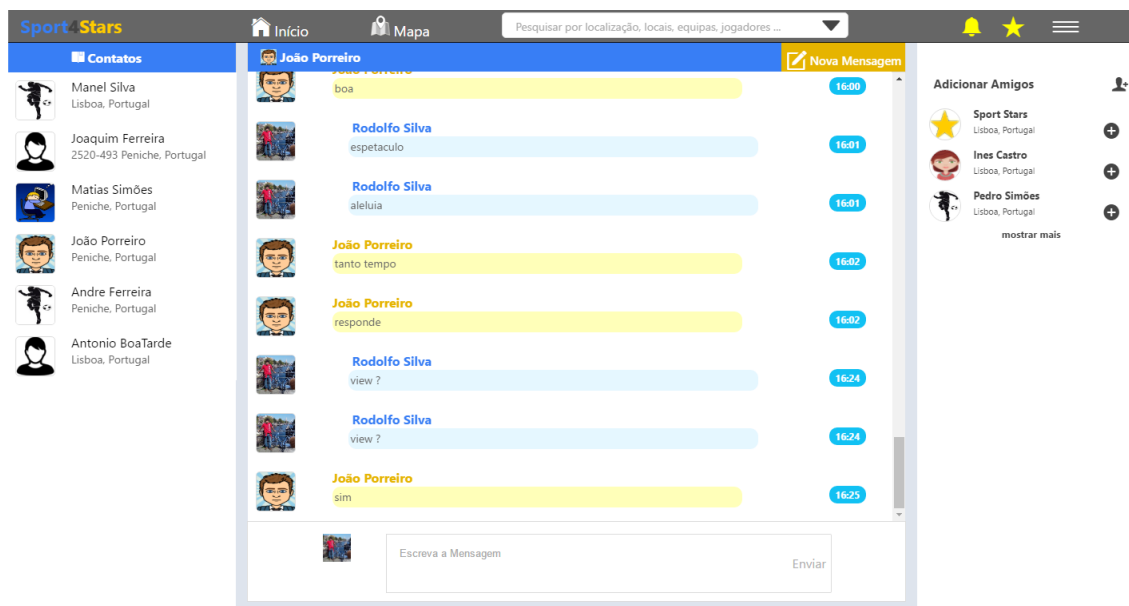 Sport4Stars
Início
Mapa
Pesquisar por localização, locais, equipas, jogadores ...
Contatos
Manel Silva
Lisboa, Portugal
Joaquim Ferreira
2520-493 Peniche, Portugal
Matias Simões
Peniche, Portugal
João Porreiro
Peniche, Portugal
Andre Ferreira
Peniche, Portugal
Antonio BoaTarde
Lisboa, Portugal
João Porreiro
Nova Mensagem
João Porreiro
boa
16:00
Rodolfo Silva
espetaculo
16:01
Rodolfo Silva
aleluia
16:01
João Porreiro
tanto tempo
16:02
João Porreiro
responde
16:02
Rodolfo Silva
view ?
16:24
Rodolfo Silva
view ?
16:24
João Porreiro
sim
16:25
Escreva a Mensagem
Enviar
Adicionar Amigos
Sport Stars
Lisboa, Portugal
Ines Castro
Lisboa, Portugal
Pedro Simões
Lisboa, Portugal
mostrar mais